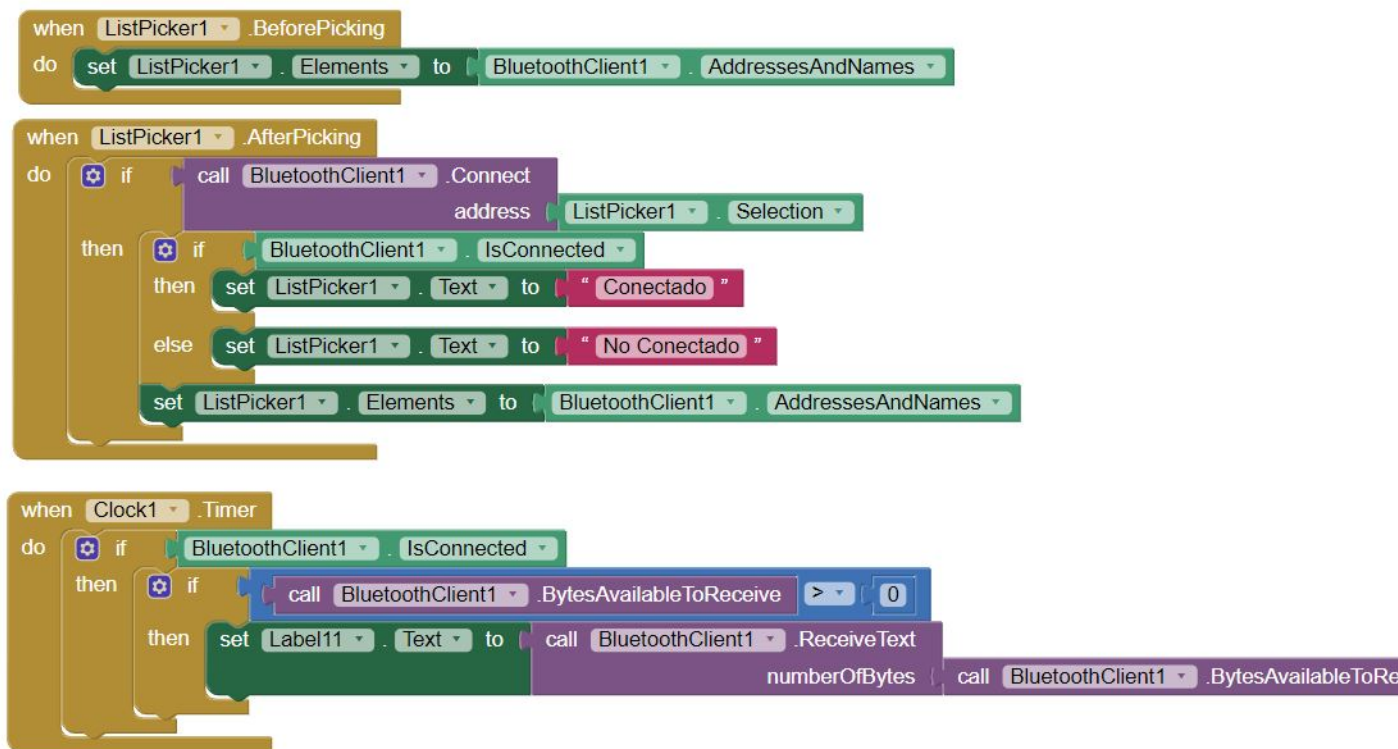 when ListPicker1 .BeforePicking
do set ListPicker1 . Elements to BluetoothClient1 . AddressesAndNames
when ListPicker1 .AfterPicking
do if call BluetoothClient1 .Connect
address ListPicker1 . Selection
then if BluetoothClient1 . IsConnected
then set ListPicker1 . Text to “ Conectado ”
else set ListPicker1 . Text to “ No Conectado ”
set ListPicker1 . Elements to BluetoothClient1 . AddressesAndNames
when Clock1 .Timer
do if BluetoothClient1 . IsConnected
then if call BluetoothClient1 .BytesAvailableToReceive > 0
then set Label11 . Text to call BluetoothClient1 .ReceiveText
numberOfBytes call BluetoothClient1 .BytesAvailableToRe